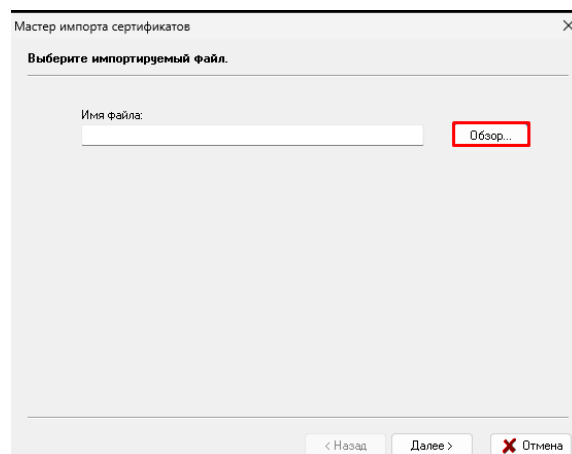 Мастер импорта сертификатов
Выберите импортируемый файл.
Имя файла:
Обзор...
< Назад
Далее >
Отмена